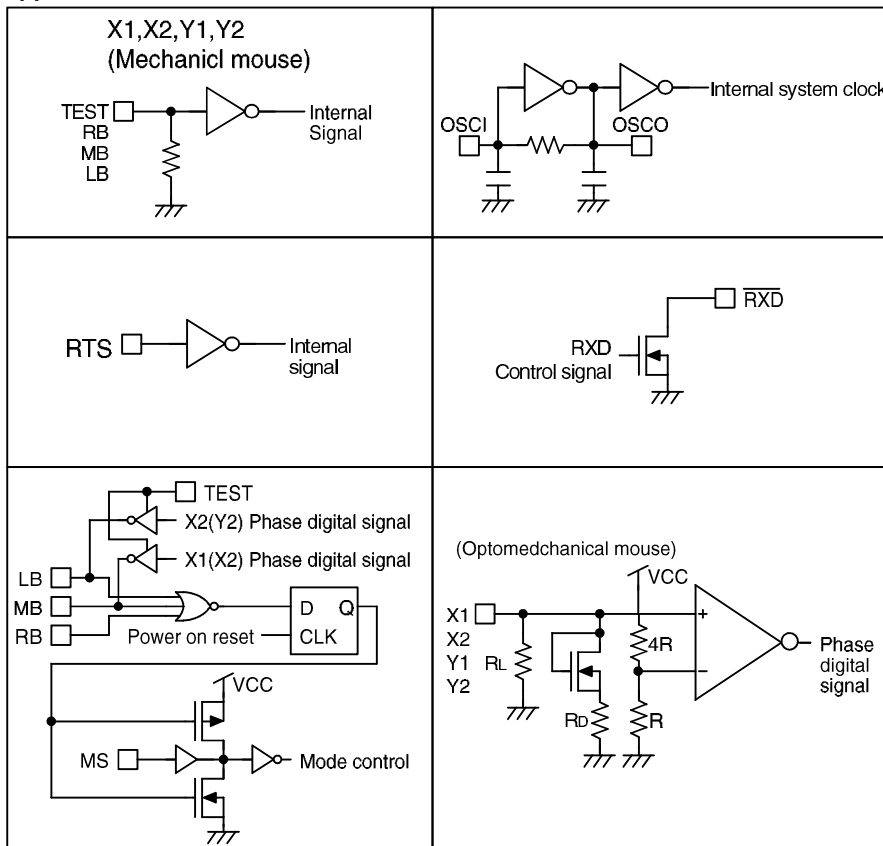 X1,X2,Y1,Y2
(Mechanicl mouse)
TEST
RB
MB
LB
Internal
Signal
OSCI
OSCO
Internal system clock
RTS
Internal
signal
RXD
RXD
Control signal
TEST
X2(Y2) Phase digital signal
X1(X2) Phase digital signal
LB
MB
RB
D Q
CLK
Power on reset
VCC
MS
Mode control
(Optomedchanical mouse)
VCC
X1
X2
Y1
Y2
RL
RD
4R
R
+
−
Phase
digital
signal